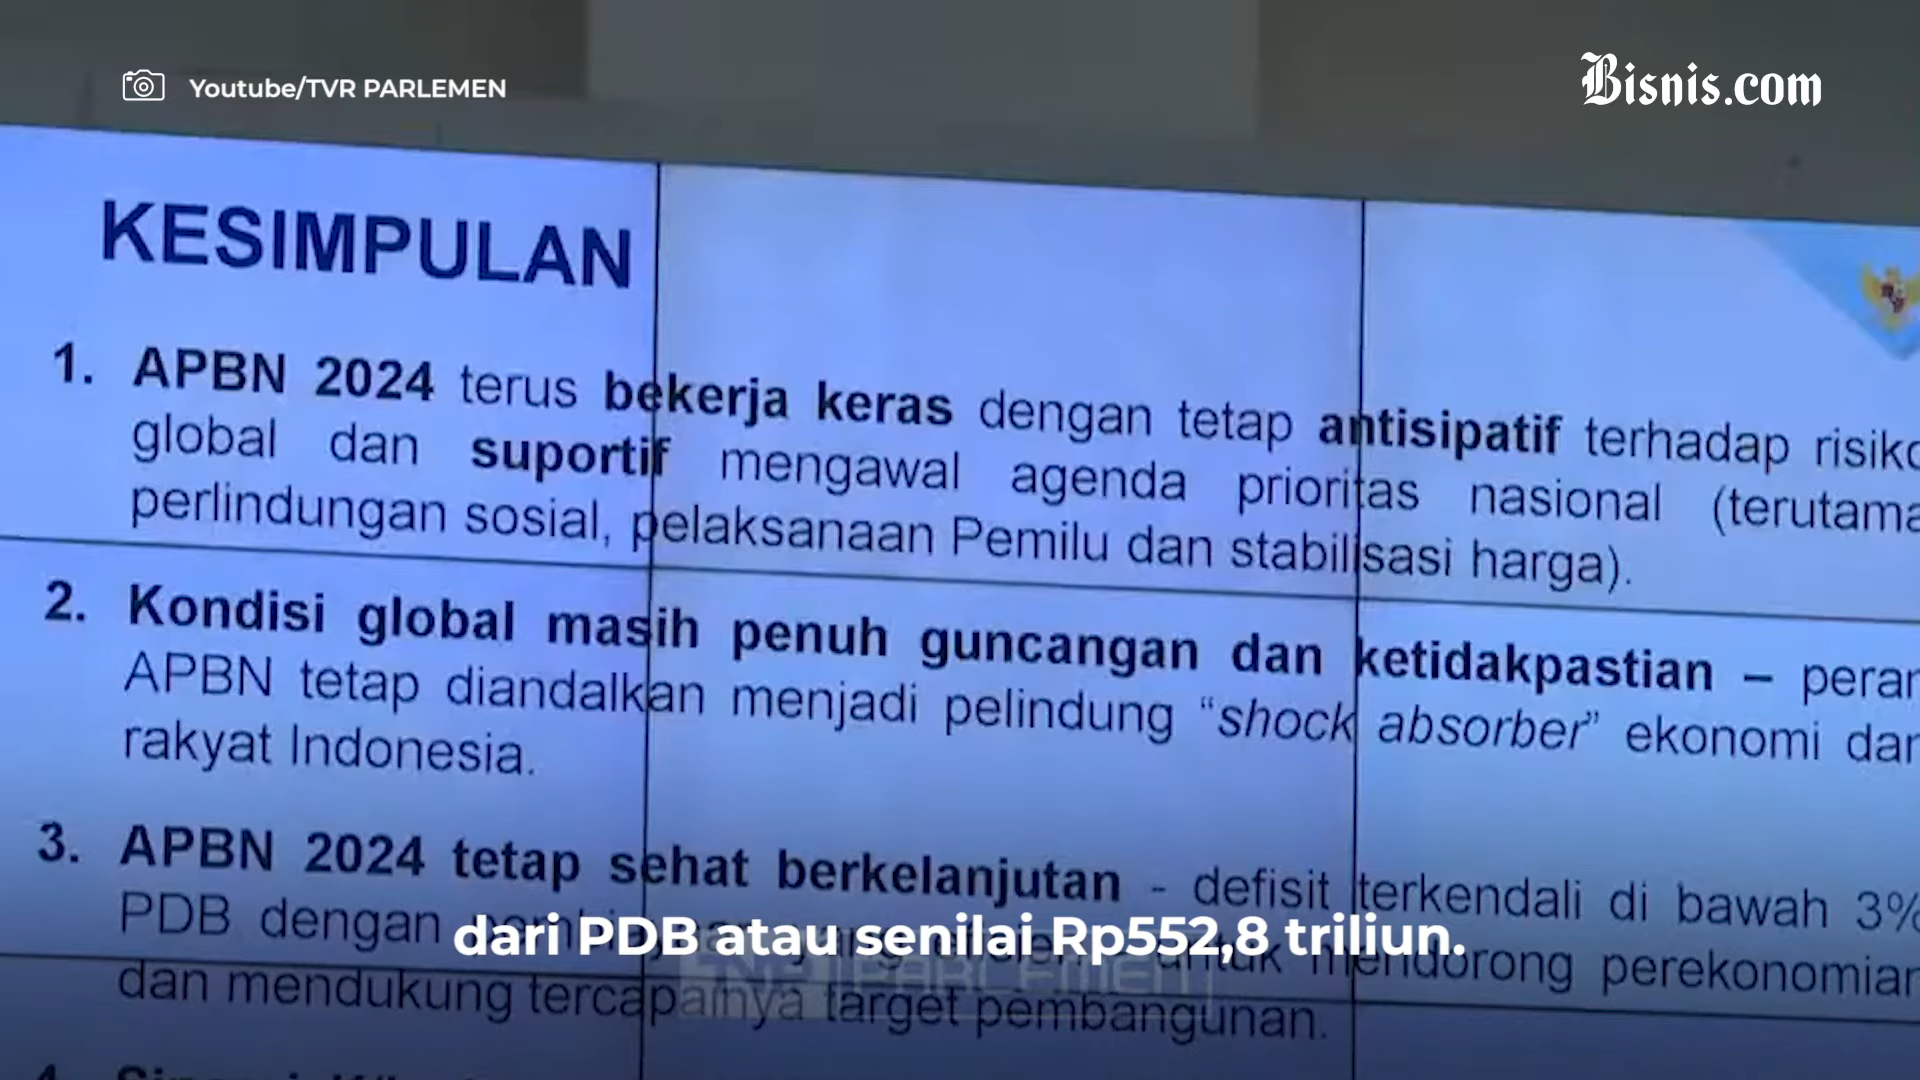 Youtube/TVR PARLEMEN
Bisnis.com
KESIMPULAN
1. APBN 2024 terus bekerja keras dengan tetap antisipatif terhadap risiko
global dan suportif mengawal agenda prioritas nasional (terutama
perlindungan sosial, pelaksanaan Pemilu dan stabilisasi harga).
2. Kondisi global masih penuh guncangan dan ketidakpastian – peran
APBN tetap diandalkan menjadi pelindung “shock absorber” ekonomi dan
rakyat Indonesia.
3. APBN 2024 tetap sehat berkelanjutan - defisit terkendali di bawah 3%
PDB dengan untuk mendorong perekonomian
dan mendukung tercapainya target pembangunan.
dari PDB atau senilai Rp552,8 triliun.
PARLEMEN
4.